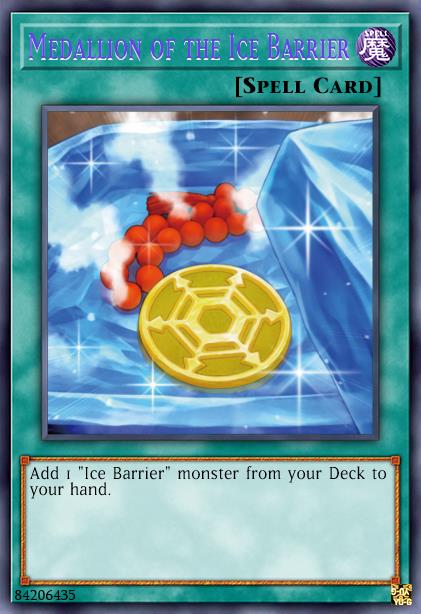 Medallion of the Ice Barrier
SPELL
魔
[Spell Card]
Add 1 "Ice Barrier" monster from your Deck to
your hand.
84206435